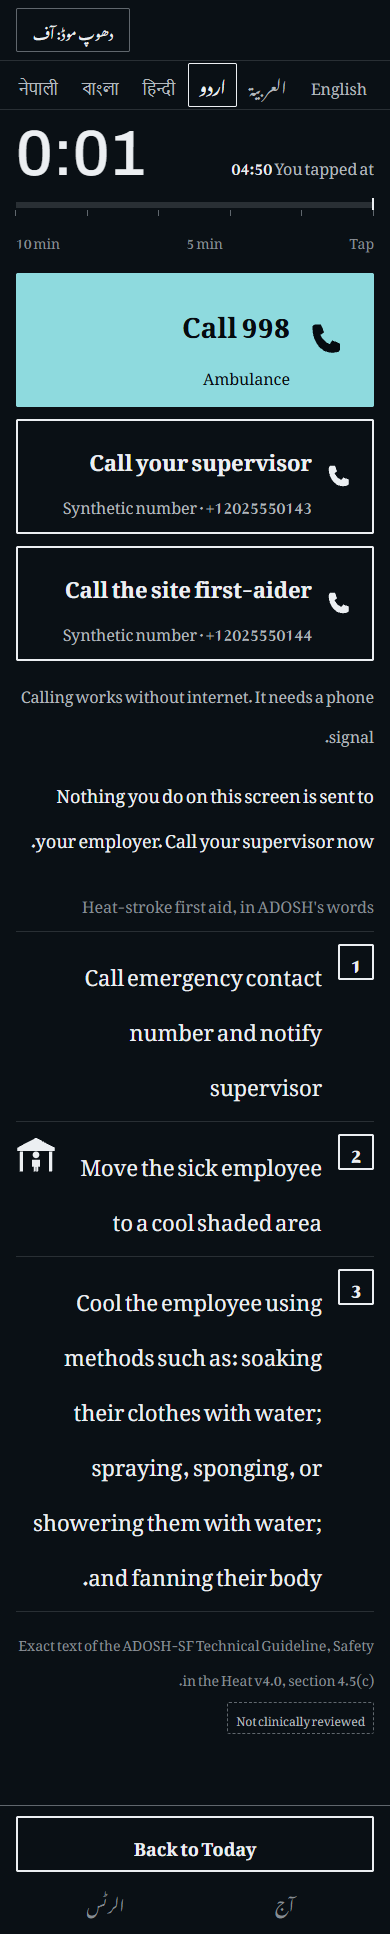 دھوپ موڈ: آف
English
العربية
اردو
हिन्दी
বাংলা
नेपाली
0:01
You tapped at 04:50
Tap
5 min
10 min
Call 998
Ambulance
Call your supervisor
Synthetic number · +12025550143
Call the site first-aider
Synthetic number · +12025550144
Calling works without internet. It needs a phone
signal.
Nothing you do on this screen is sent to
your employer. Call your supervisor now.
Heat-stroke first aid, in ADOSH's words
1
Call emergency contact
number and notify
supervisor
2
Move the sick employee
to a cool shaded area
3
Cool the employee using
methods such as: soaking
their clothes with water;
spraying, sponging, or
showering them with water;
and fanning their body.
Exact text of the ADOSH-SF Technical Guideline, Safety
in the Heat v4.0, section 4.5(c).
Not clinically reviewed
Back to Today
آج
الرٹس